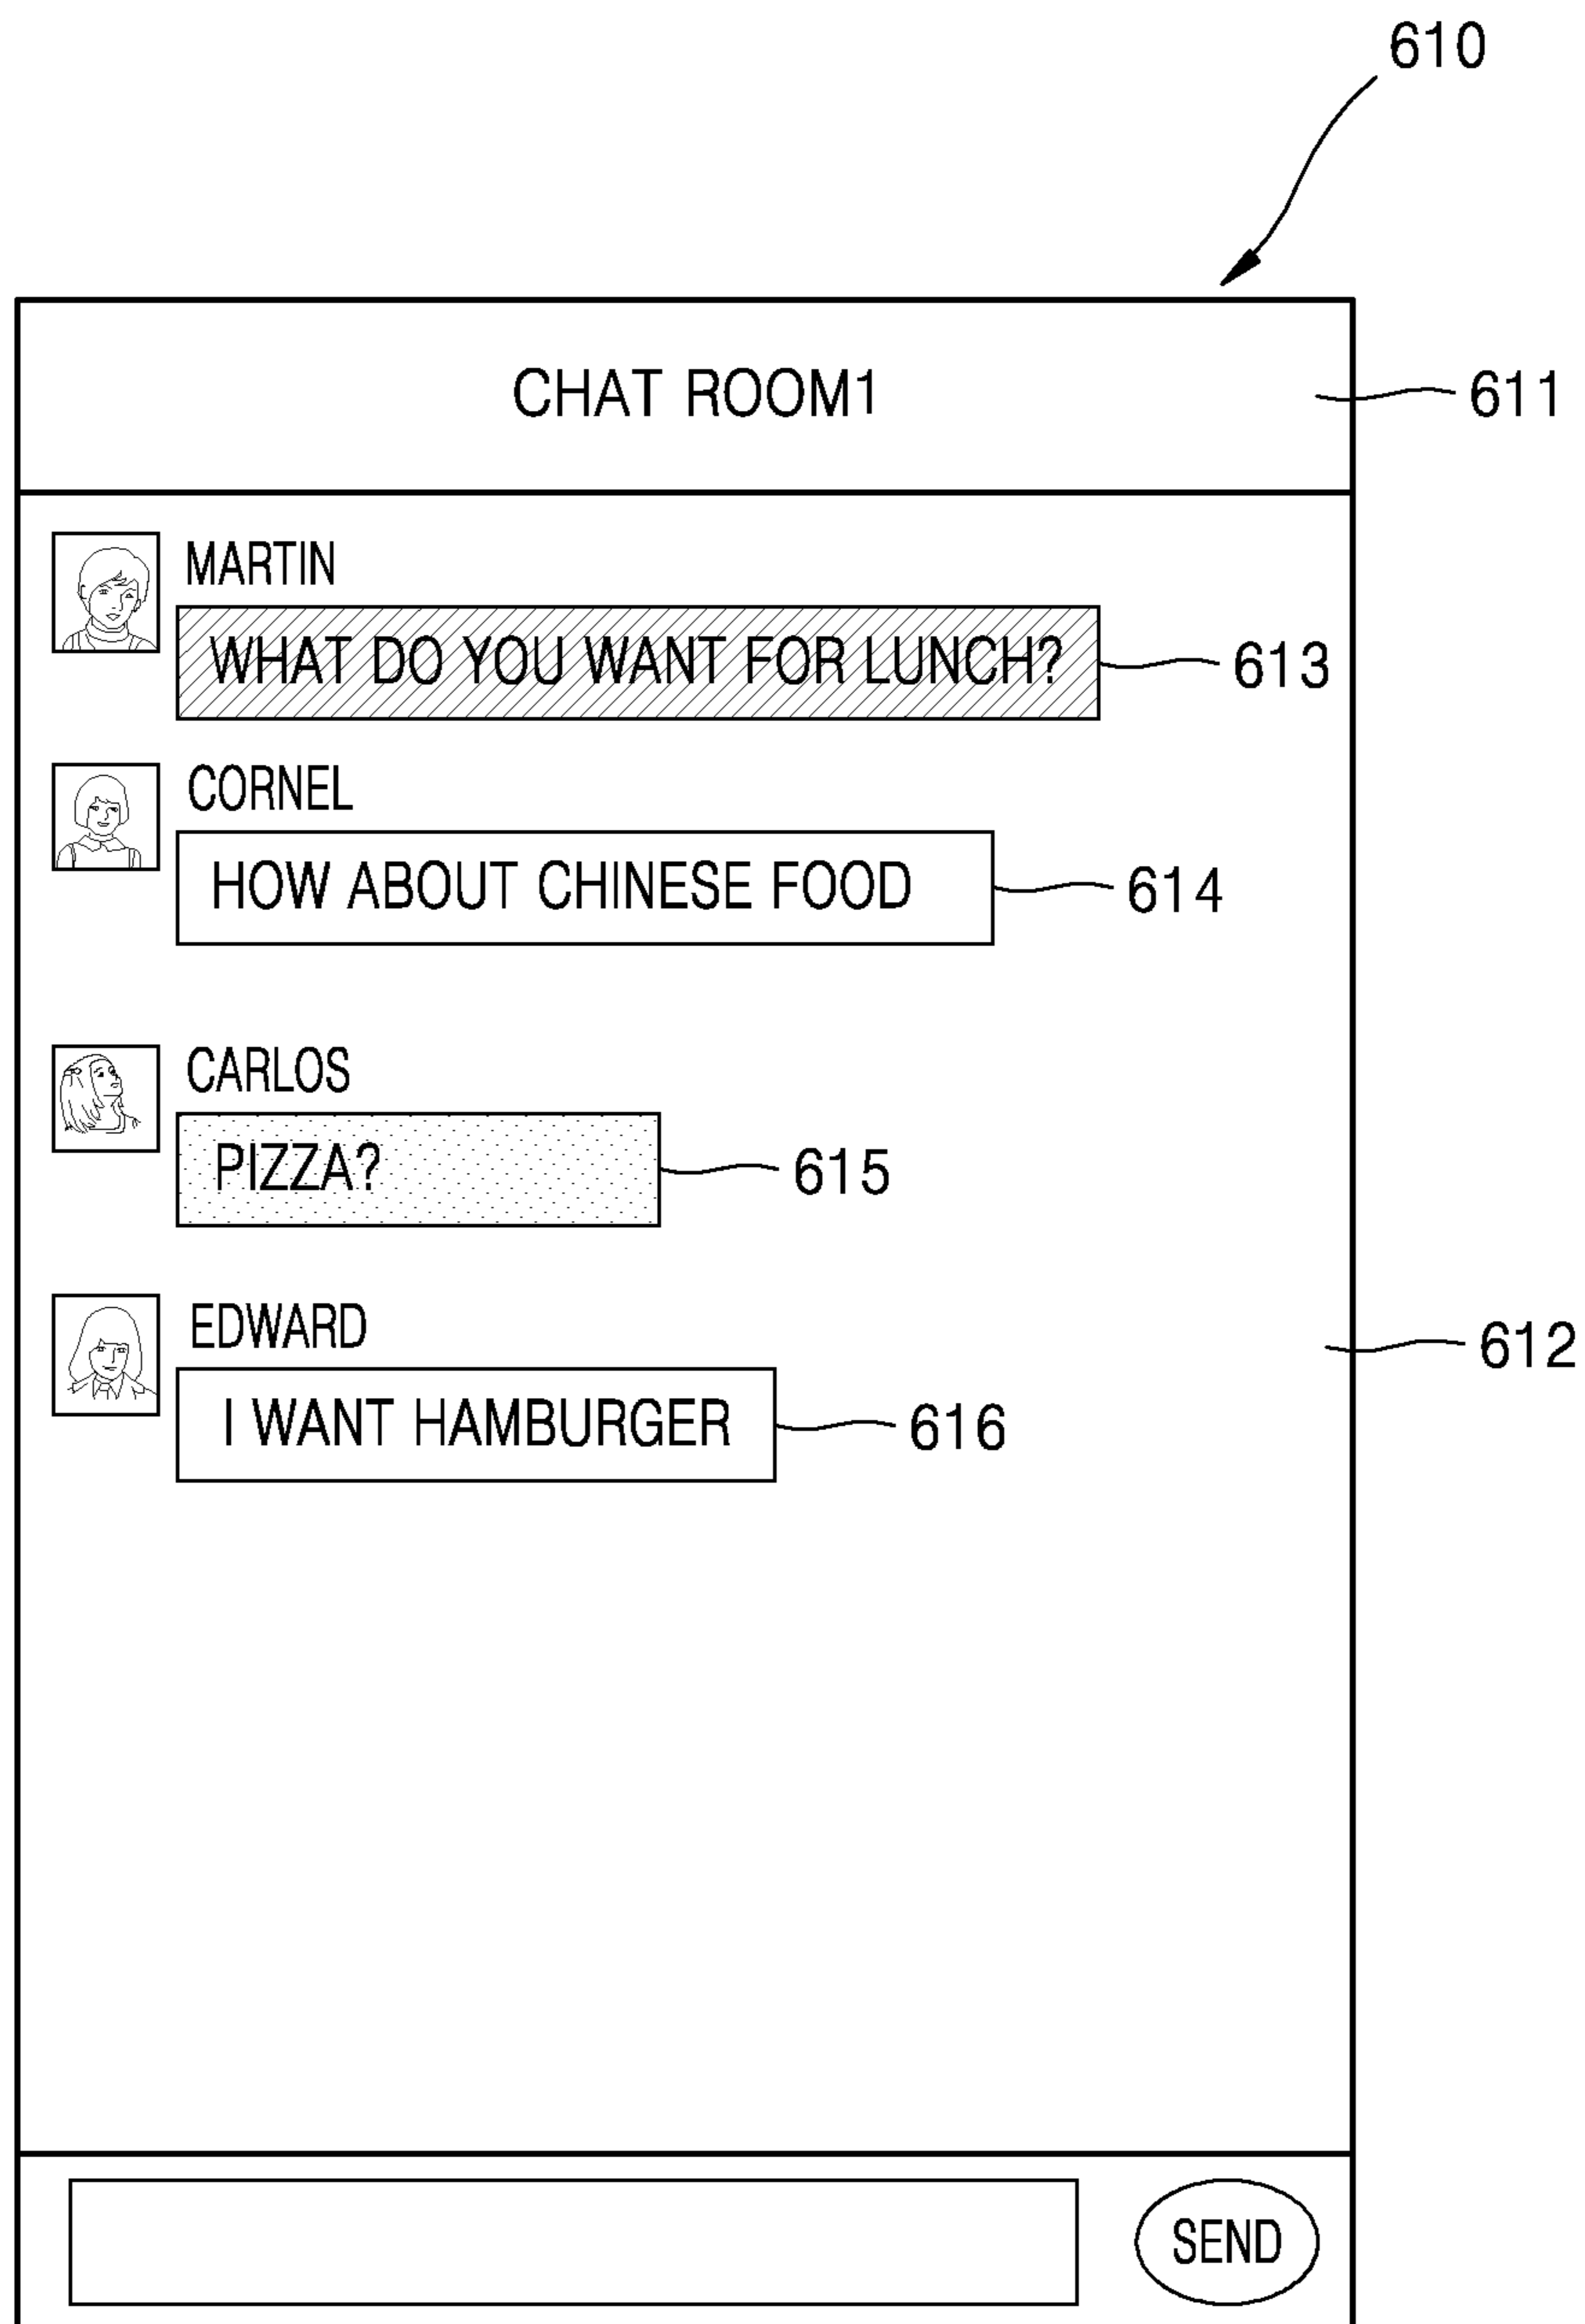 610
CHAT ROOM1
611
MARTIN
WHAT DO YOU WANT FOR LUNCH?
613
CORNEL
HOW ABOUT CHINESE FOOD
614
CARLOS
PIZZA?
615
EDWARD
612
I WANT HAMBURGER
616
SEND